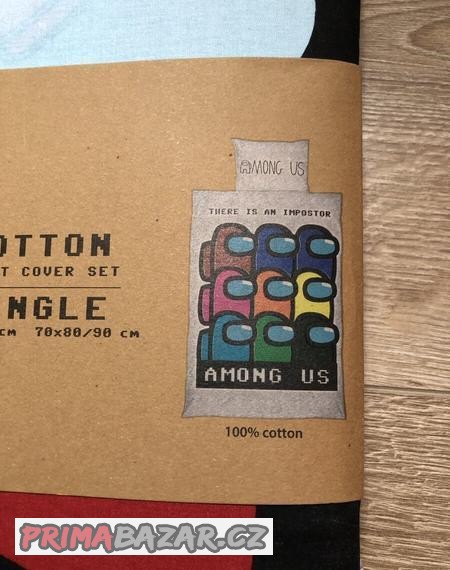 AMONG US
THERE IS AN IMPOSTOR
OTTON
T COVER SET
NGLE
CM 70x80/90 CM
AMONG US
100% cotton
PRIMABAZAR.CZ